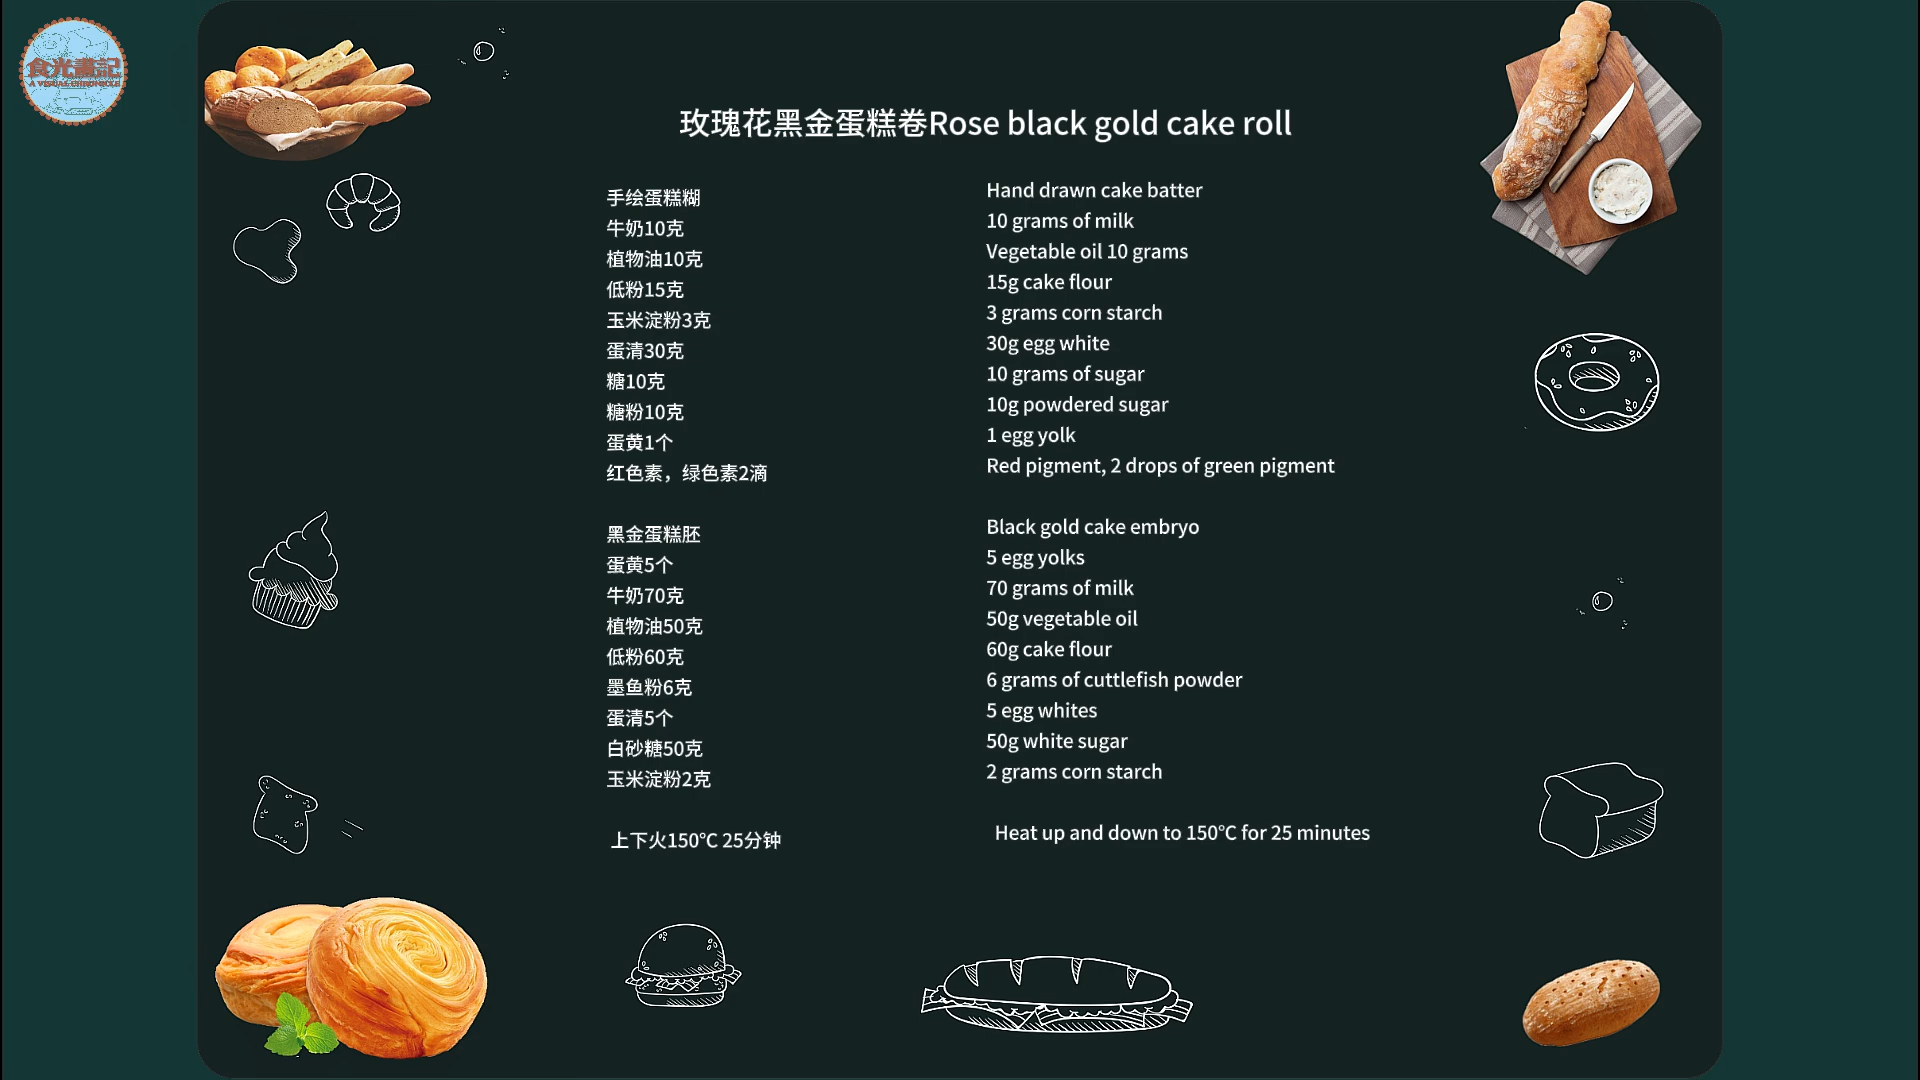 食光畫記
A VISUAL CHRONICLE
玫瑰花黑金蛋糕卷Rose black gold cake roll
手绘蛋糕糊
牛奶10克
植物油10克
低粉15克
玉米淀粉3克
蛋清30克
糖10克
糖粉10克
蛋黄1个
红色素，绿色素2滴
黑金蛋糕胚
蛋黄5个
牛奶70克
植物油50克
低粉60克
墨鱼粉6克
蛋清5个
白砂糖50克
玉米淀粉2克
上下火150℃ 25分钟
Hand drawn cake batter
10 grams of milk
Vegetable oil 10 grams
15g cake flour
3 grams corn starch
30g egg white
10 grams of sugar
10g powdered sugar
1 egg yolk
Red pigment, 2 drops of green pigment
Black gold cake embryo
5 egg yolks
70 grams of milk
50g vegetable oil
60g cake flour
6 grams of cuttlefish powder
5 egg whites
50g white sugar
2 grams corn starch
Heat up and down to 150℃ for 25 minutes